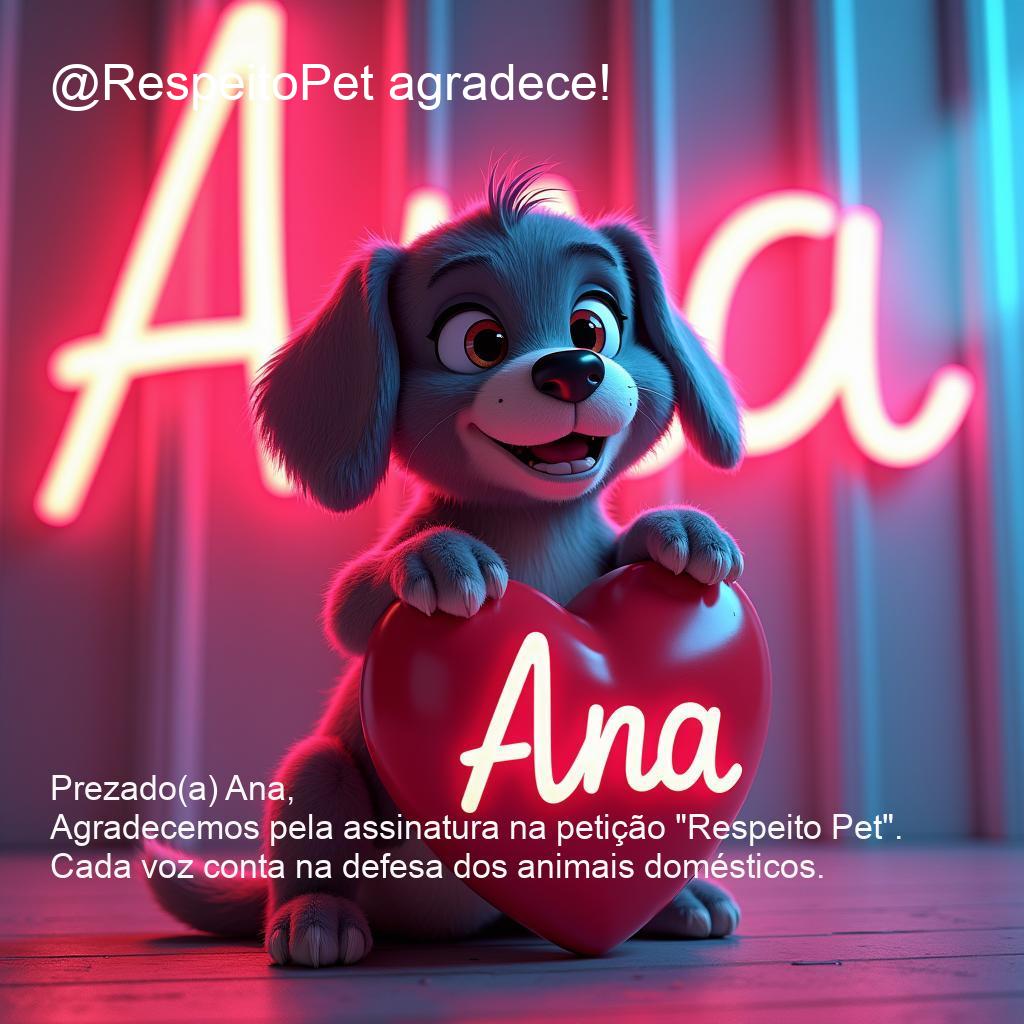 @RespeitoPet agradece!
Ana
Ana
Prezado(a) Ana,
Agradecemos pela assinatura na petição "Respeito Pet".
Cada voz conta na defesa dos animais domésticos.